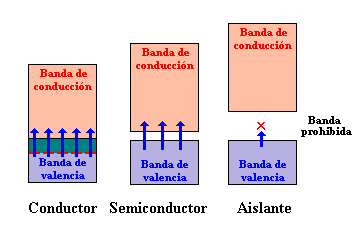 Banda de
conducción
Banda de
valencia
Conductor
Banda de
conducción
Banda de
valencia
Semiconductor
Banda de
conducción
Banda
prohibida
Banda de
valencia
Aislante